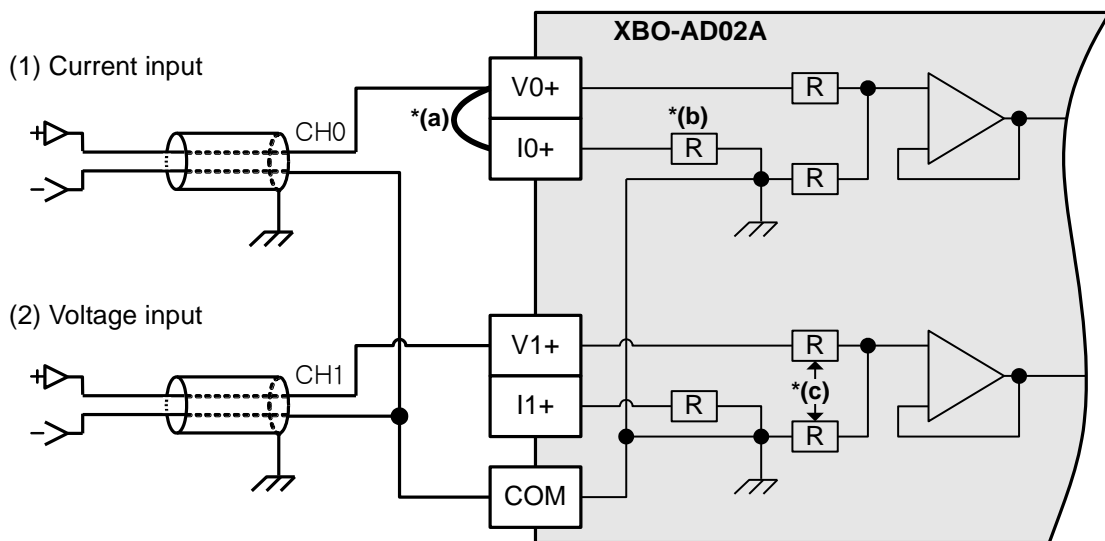 XBO-AD02A
(1) Current input
V0+
R
*(a)
*(b)
+
CH0
I0+
R
-
R
(2) Voltage input
V1+
R
+
CH1
*(c)
I1+
R
-
R
COM